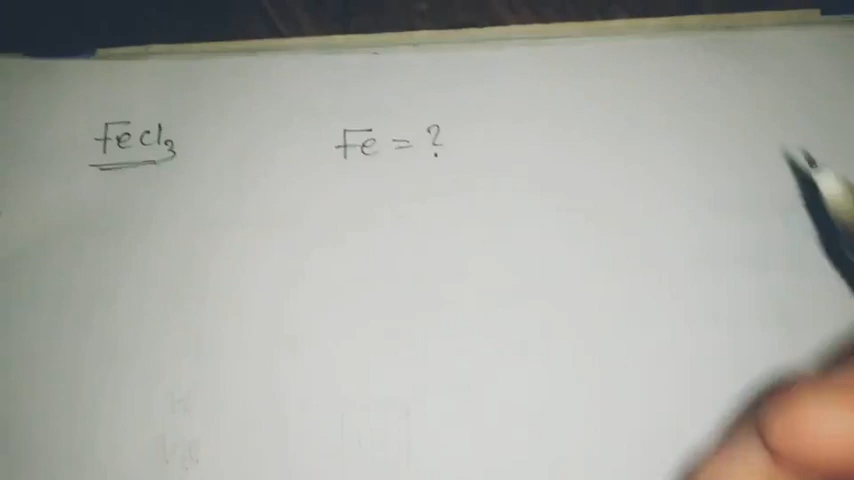 FeCl3 Fe = ?